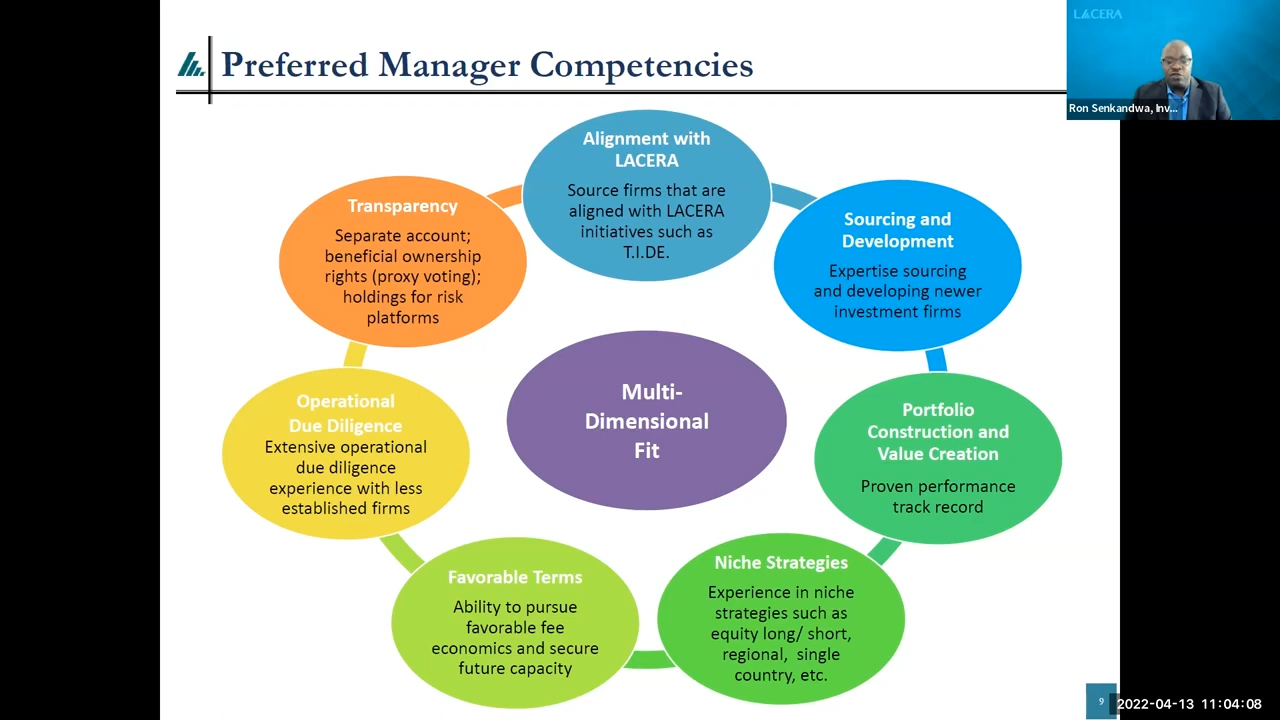 Preferred Manager Competencies
LACERA
Ron Senkandwa, Inv...
Alignment with
LACERA
Source firms that are
aligned with LACERA
initiatives such as
T.I.DE.
Sourcing and
Development
Expertise sourcing
and developing newer
investment firms
Portfolio
Construction and
Value Creation
Proven performance
track record
Niche Strategies
Experience in niche
strategies such as
equity long/ short,
regional,  single
country, etc.
Favorable Terms
Ability to pursue
favorable fee
economics and secure
future capacity
Operational
Due Diligence
Extensive operational
due diligence
experience with less
established firms
Transparency
Separate account;
beneficial ownership
rights (proxy voting);
holdings for risk
platforms
Multi-
Dimensional
Fit
9
2022-04-13 11:04:08